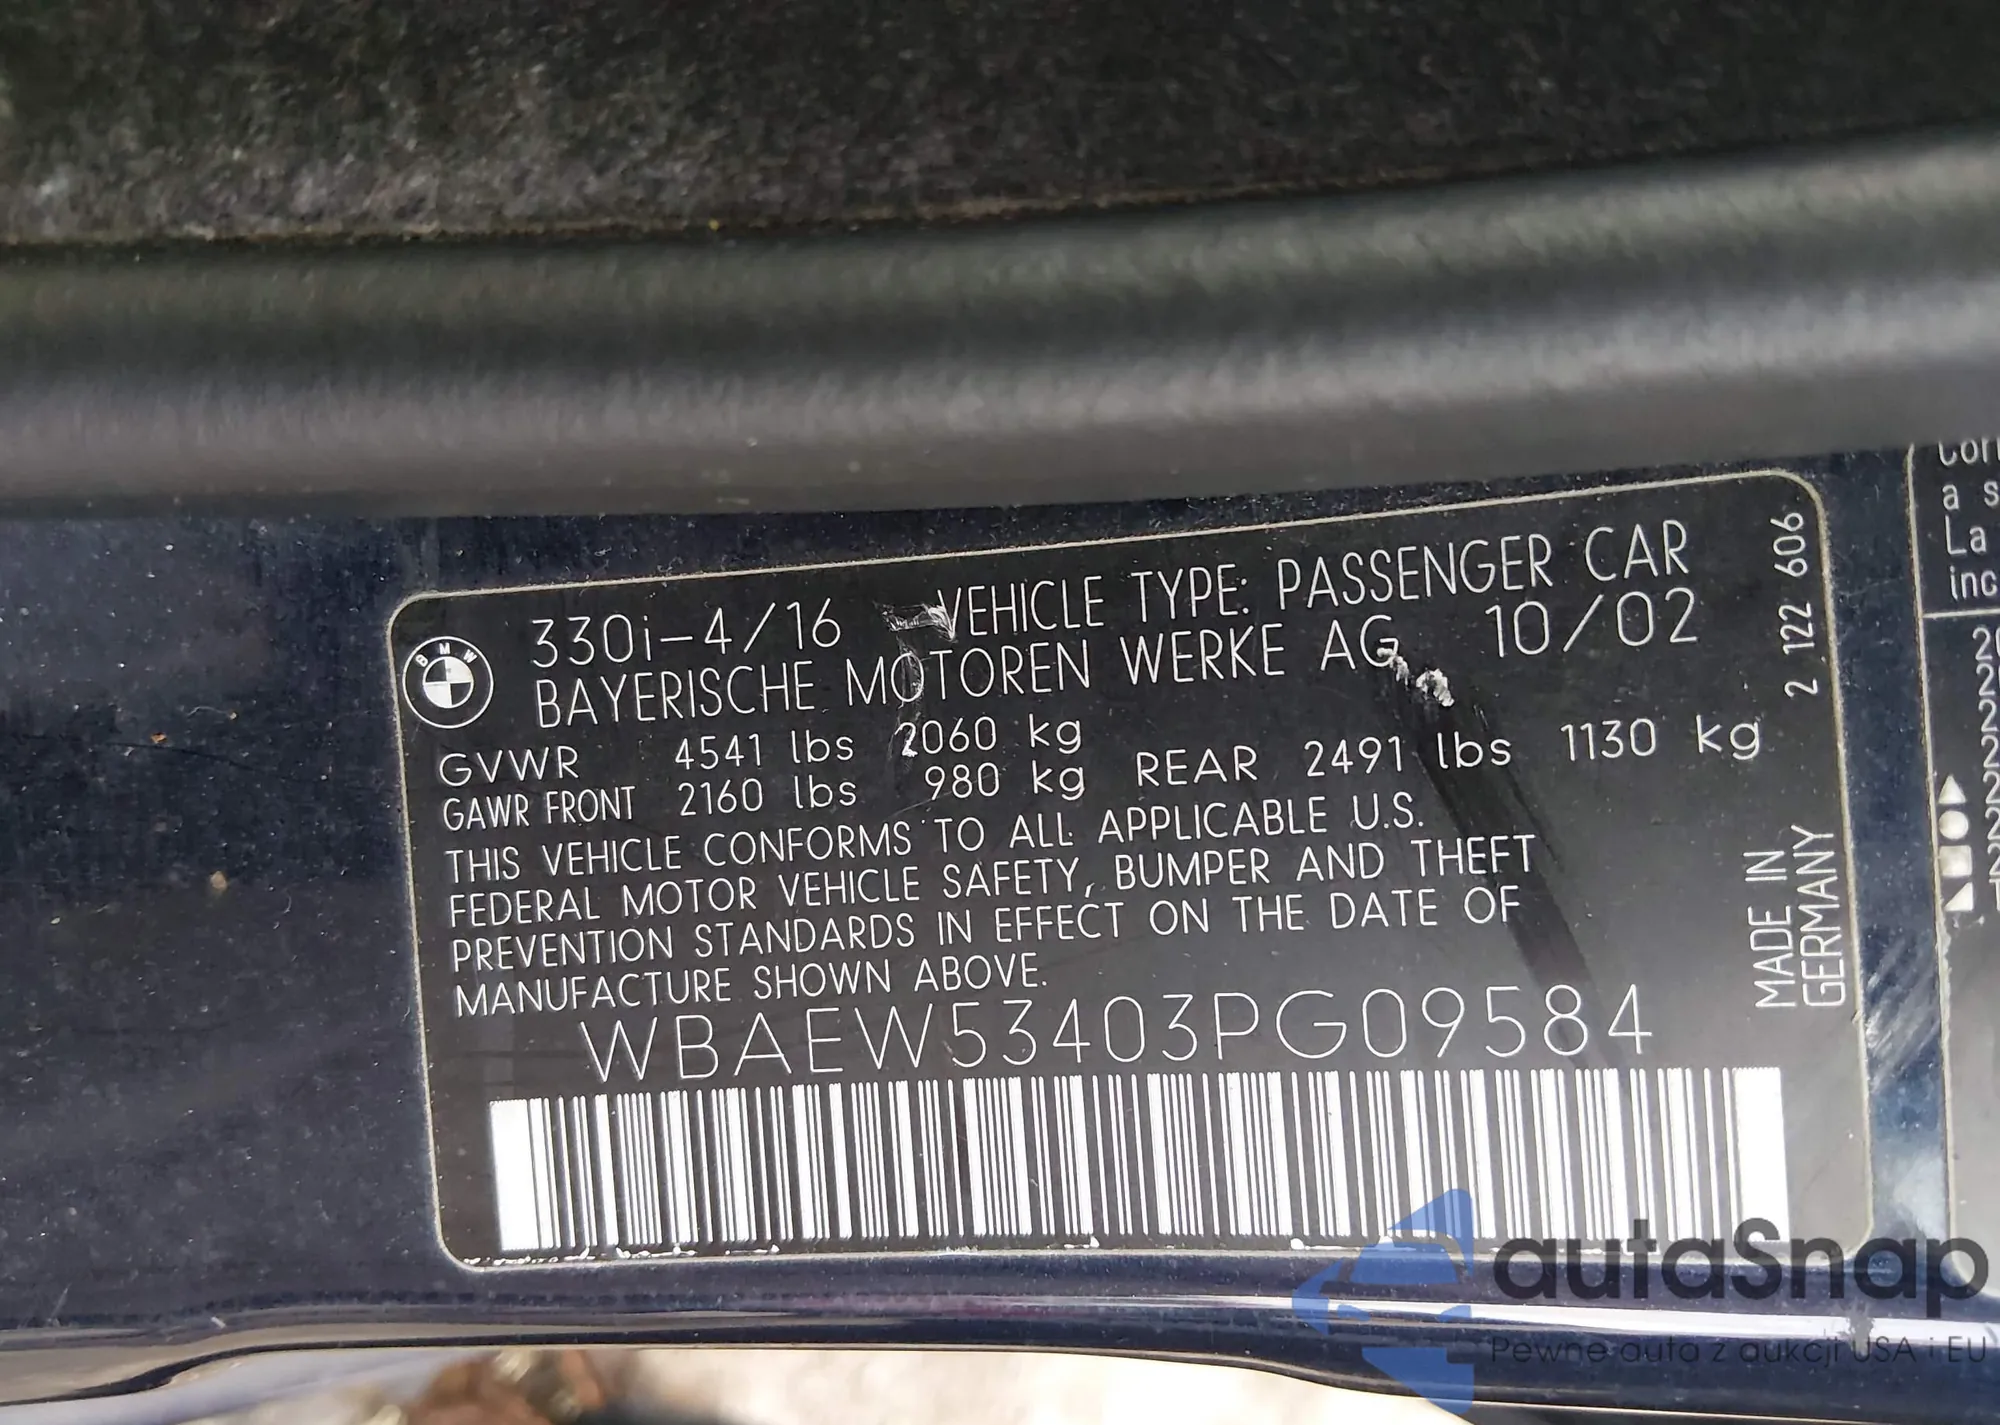 BMW
330i-4/16 VEHICLE TYPE: PASSENGER CAR
BAYERISCHE MOTOREN WERKE AG 10/02
GVWR 4541 lbs 2060 kg
GAWR FRONT 2160 lbs 980 kg REAR 2491 lbs 1130 kg
THIS VEHICLE CONFORMS TO ALL APPLICABLE U.S.
FEDERAL MOTOR VEHICLE SAFETY, BUMPER AND THEFT
PREVENTION STANDARDS IN EFFECT ON THE DATE OF
MANUFACTURE SHOWN ABOVE.
WBAEW53403PG09584
2 122 606
MADE IN
GERMANY
a s
La
inc
autaSnap
Pewne auta z aukcji USA i EU